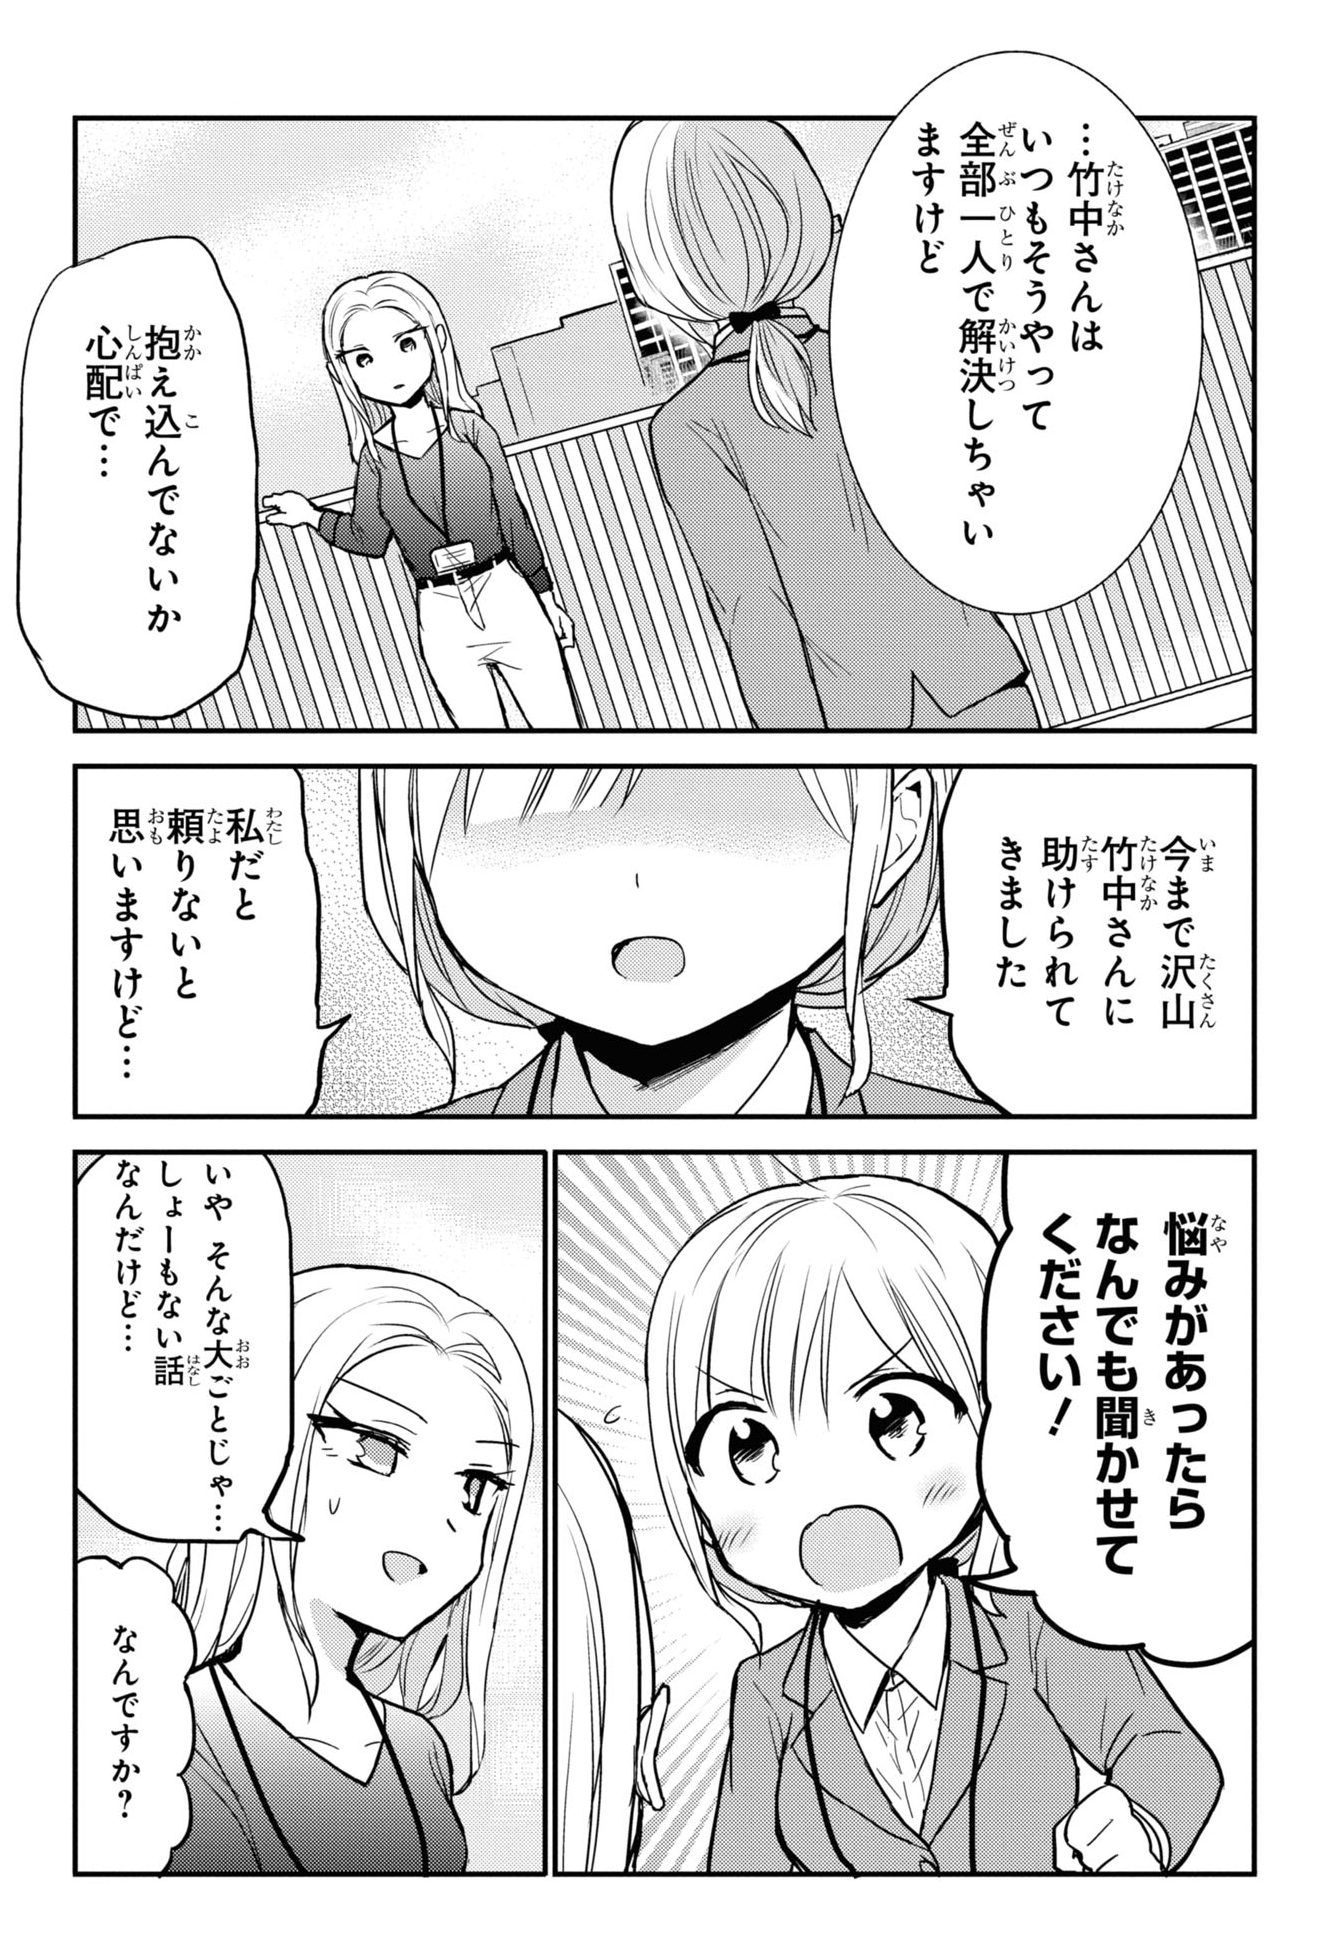 …竹中さんは
いつもそうやって
全部一人で解決しちゃい
ますけど
抱え込んでないか
心配で…
今まで沢山
竹中さんに
助けられて
きました
私だと
頼りないと
思いますけど…
悩みがあったら
なんでも聞かせて
ください!
いや そんな大ごとじゃ…
しょーもない話
なんだけど…
なんですか?